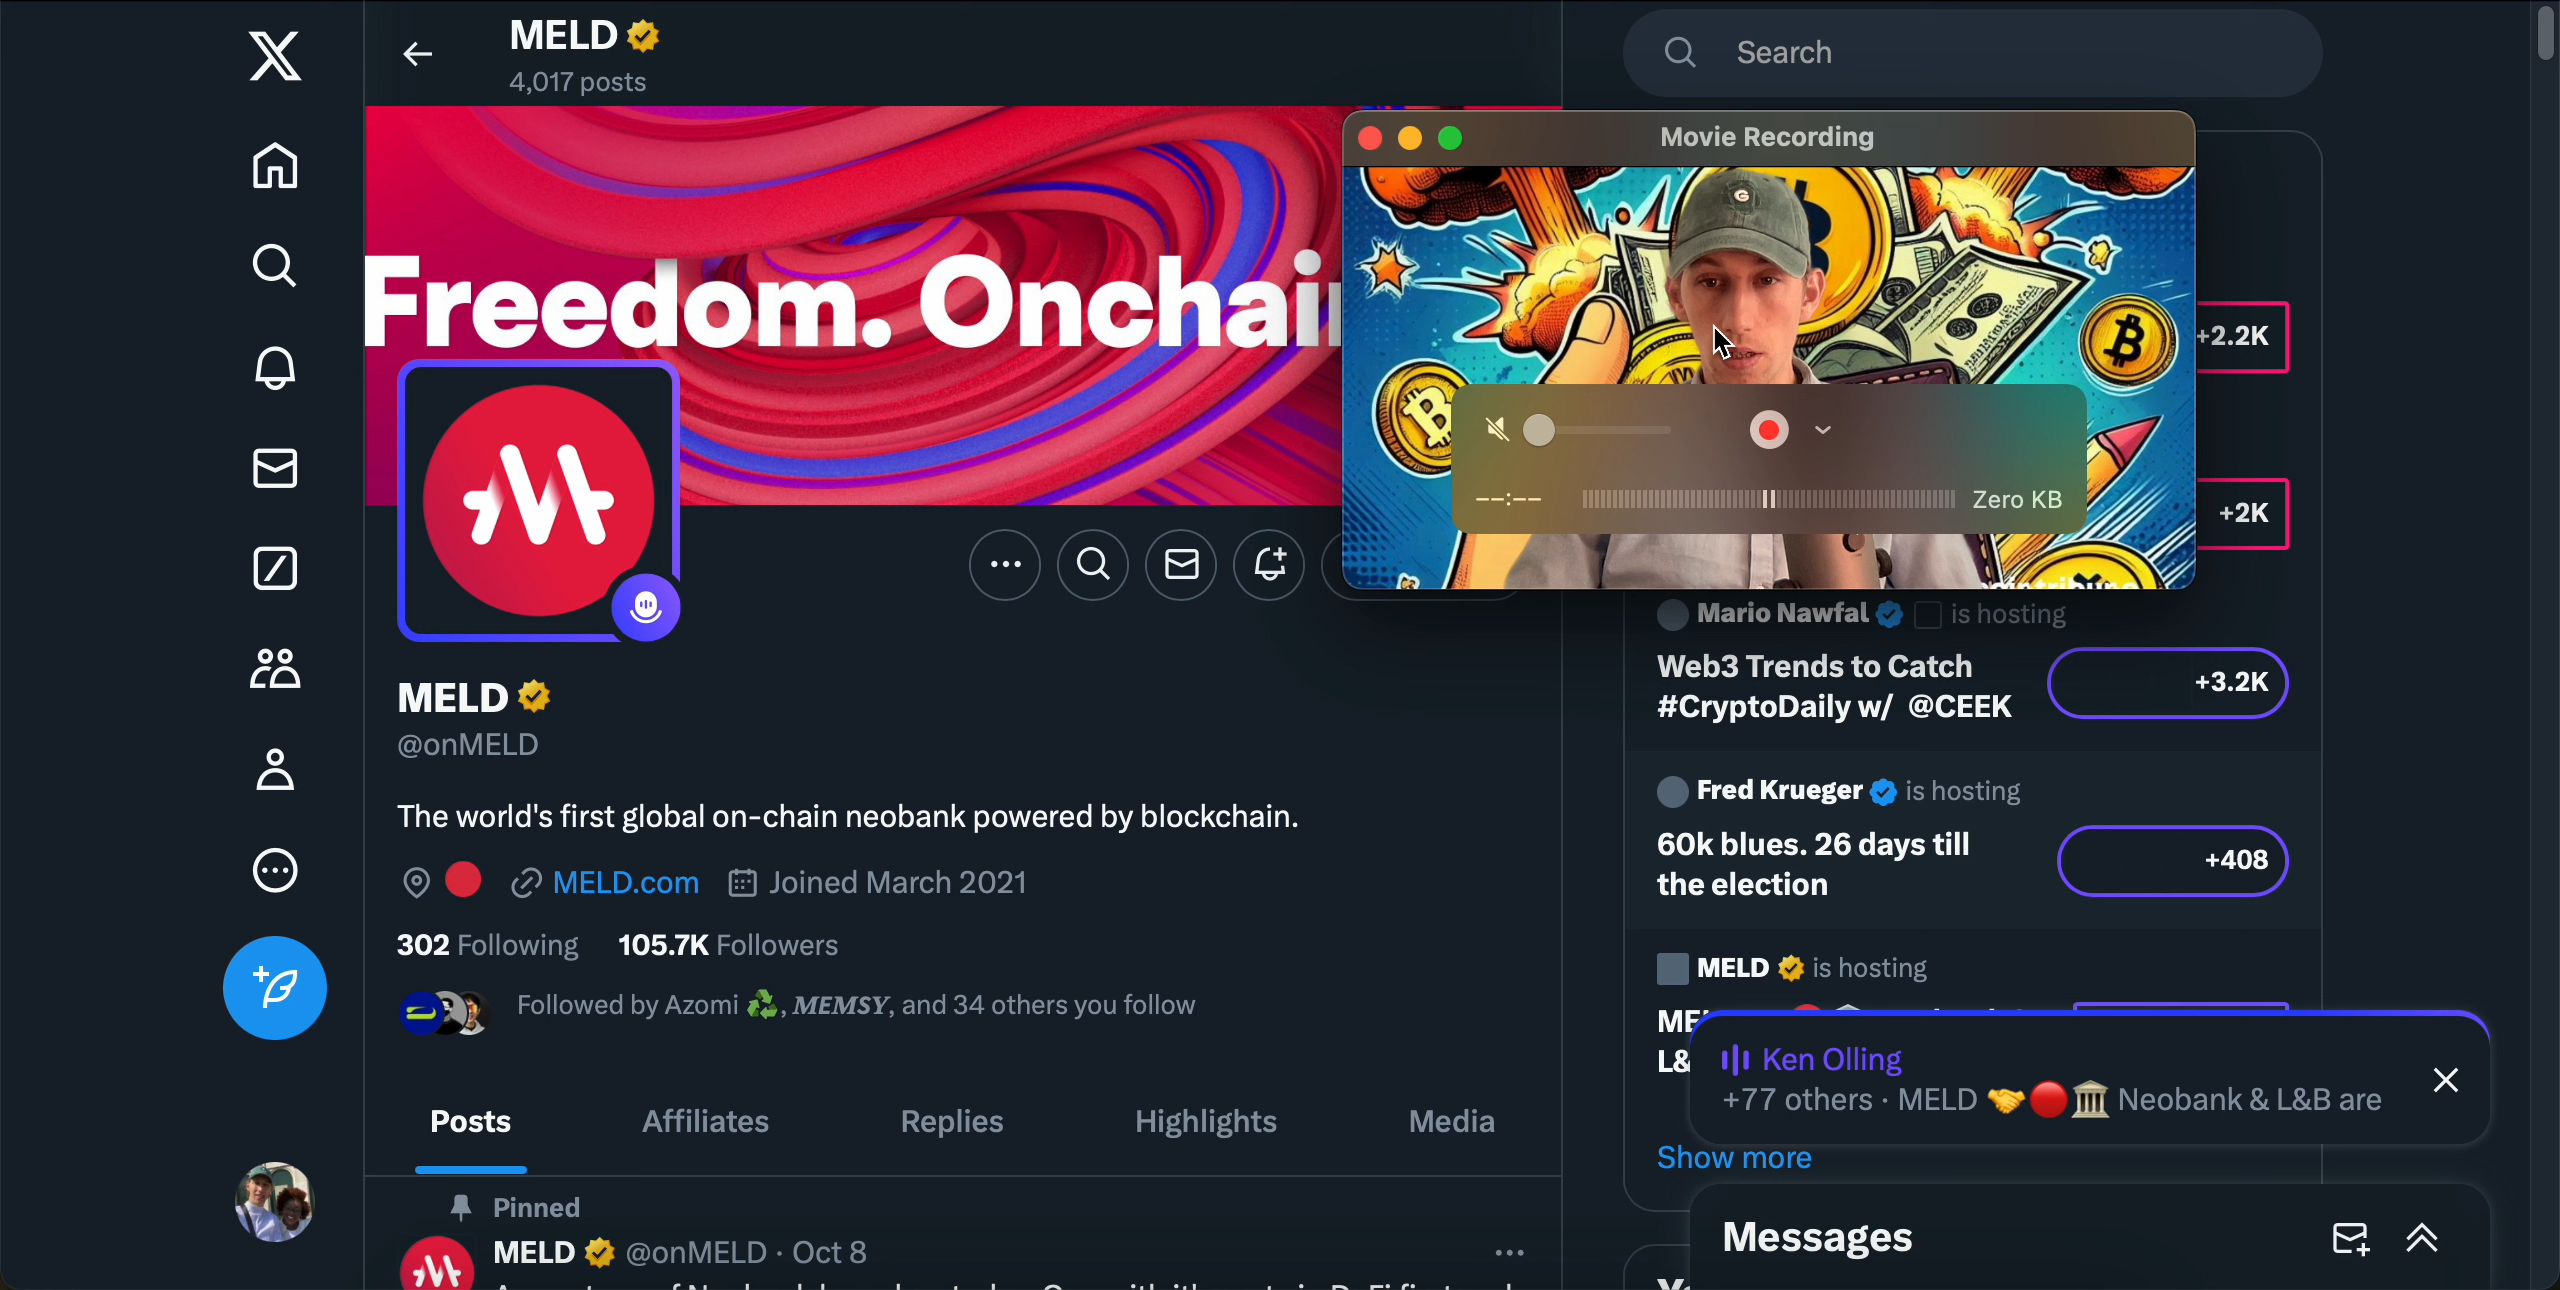 MELD
4,017 posts
Search
Freedom. Onchai
Movie Recording
--:--
Zero KB
+2.2K
+2K
Mario Nawfal is hosting
Web3 Trends to Catch
#CryptoDaily w/ @CEEK
+3.2K
Fred Krueger is hosting
60k blues. 26 days till
the election
+408
MELD is hosting
L&
Ken Olling
+77 others · MELD 🤝🔴🏛️ Neobank & L&B are
Show more
Messages
MELD
@onMELD
The world's first global on-chain neobank powered by blockchain.
MELD.com Joined March 2021
302 Following 105.7K Followers
Followed by Azomi ♻️, MEMSY, and 34 others you follow
Posts Affiliates Replies Highlights Media
Pinned
MELD @onMELD · Oct 8